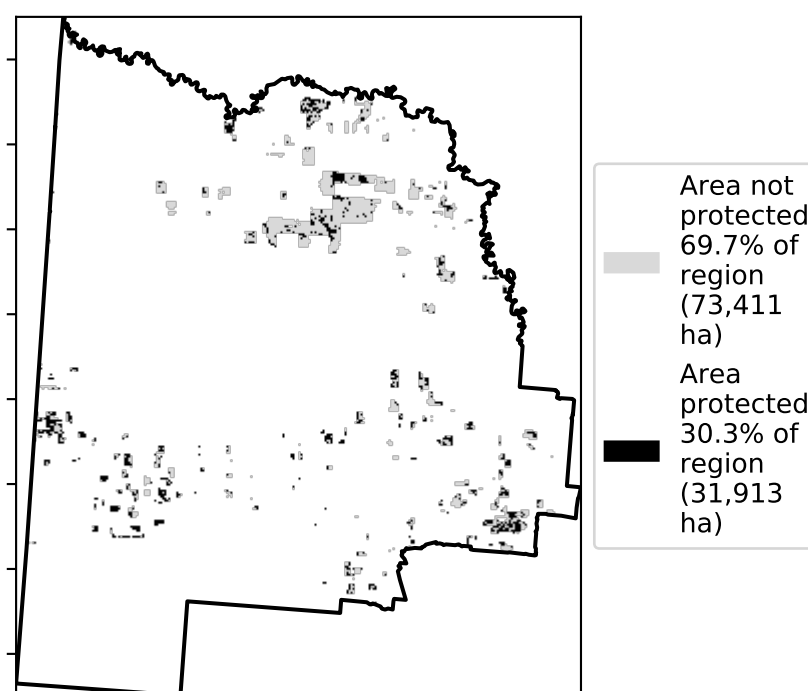 Area not
protected
69.7% of
region
(73,411
ha)
Area
protected
30.3% of
region
(31,913
ha)